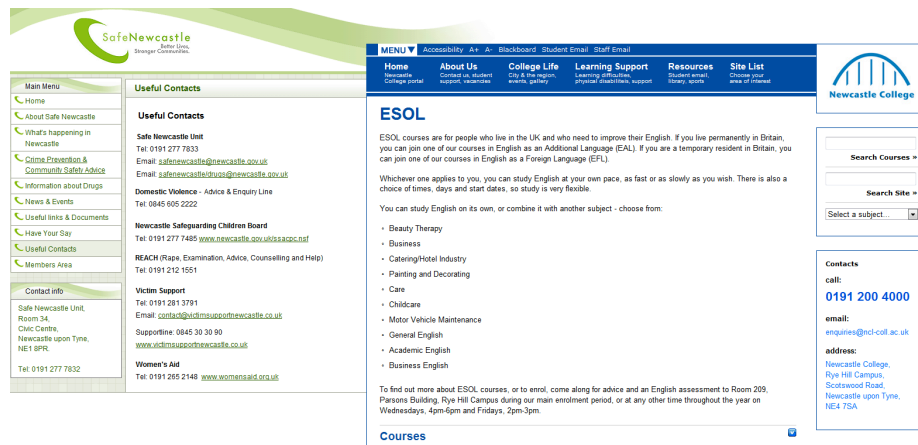 SafeNewcastle
Better Lives,
Stronger Communities.
Main Menu
Home
About Safe Newcastle
What's happening in
Newcastle
Crime Prevention &
Community Safety Advice
Information about Drugs
News & Events
Useful links & Documents
Have Your Say
Useful Contacts
Members Area
Contact info
Safe Newcastle Unit,
Room 34,
Civic Centre,
Newcastle upon Tyne,
NE1 8PR.
Tel: 0191 277 7832
Useful Contacts
Useful Contacts
Safe Newcastle Unit
Tel: 0191 277 7833
Email: safenewcastle@newcastle.gov.uk
Email: safenewcastle/drugs@newcastle.gov.uk
Domestic Violence - Advice & Enquiry Line
Tel: 0845 605 2222
Newcastle Safeguarding Children Board
Tel: 0191 277 7485 www.newcastle.gov.uk/ssacpc.nsf
REACH (Rape, Examination, Advice, Counselling and Help)
Tel: 0191 212 1551
Victim Support
Tel: 0191 281 3791
Email: contact@victimsupportnewcastle.co.uk
Supportline: 0845 30 30 90
www.victimsupportnewcastle.co.uk
Women's Aid
Tel: 0191 265 2148 www.womensaid.org.uk
MENU Accessibility A+ A- Blackboard Student Email Staff Email
Home About Us College Life Learning Support Resources Site List
Newcastle Contact us, student City & the region, Learning difficulties, Student email, Choose your
College portal support, vacancies events, gallery physical disabilities, support library, sports area of interest
ESOL
ESOL courses are for people who live in the UK and who need to improve their English. If you live permanently in Britain,
you can join one of our courses in English as an Additional Language (EAL). If you are a temporary resident in Britain, you
can join one of our courses in English as a Foreign Language (EFL).
Whichever one applies to you, you can study English at your own pace, as fast or as slowly as you wish. There is also a
choice of times, days and start dates, so study is very flexible.
You can study English on its own, or combine it with another subject - choose from:
Beauty Therapy
Business
Catering/Hotel Industry
Painting and Decorating
Care
Childcare
Motor Vehicle Maintenance
General English
Academic English
Business English
To find out more about ESOL courses, or to enrol, come along for advice and an English assessment to Room 209,
Parsons Building, Rye Hill Campus during our main enrolment period, or at any other time throughout the year on
Wednesdays, 4pm-6pm and Fridays, 2pm-3pm.
Courses
Newcastle College
Search Courses »
Search Site »
Select a subject...
Contacts
call:
0191 200 4000
email:
enquiries@ncl-coll.ac.uk
address:
Newcastle College,
Rye Hill Campus,
Scotswood Road,
Newcastle upon Tyne,
NE4 7SA